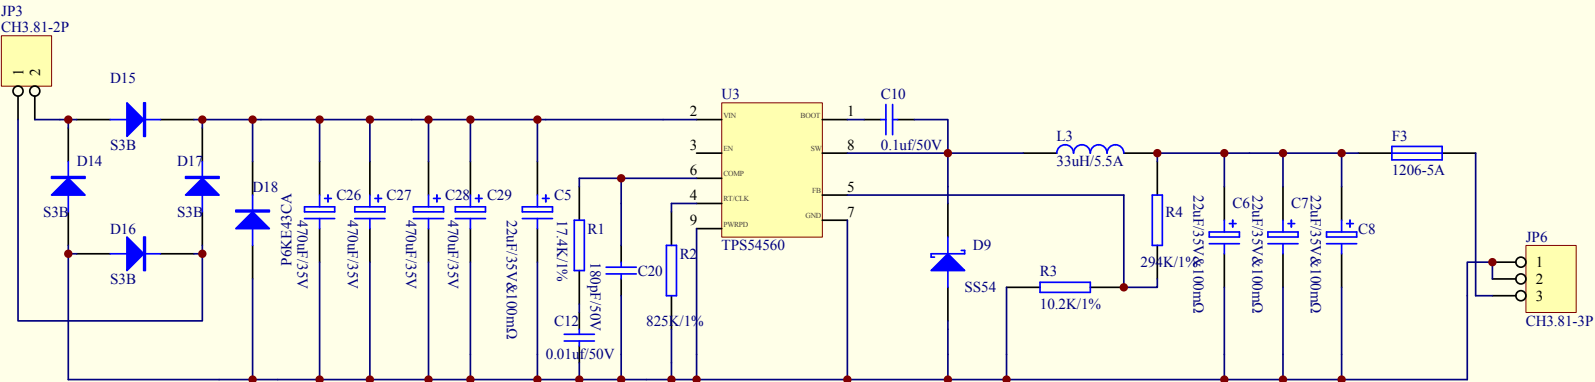 JP3
CH3.81-2P
1
2
D15
S3B
D14
S3B
D17
S3B
D16
S3B
D18
P6KE43CA
C26
470uF/35V
C27
470uF/35V
C28
470uF/35V
C29
470uF/35V
C5
22uF/35V&100mΩ
R1
17.4K/1%
C12
0.01uf/50V
C20
180pF/50V
R2
825K/1%
U3
2
VIN
3
EN
6
COMP
4
RT/CLK
9
PWRPD
BOOT
1
SW
8
FB
5
GND
7
TPS54560
C10
0.1uf/50V
D9
SS54
L3
33uH/5.5A
R3
10.2K/1%
R4
294K/1%
C6
22uF/35V&100mΩ
C7
22uF/35V&100mΩ
C8
22uF/35V&100mΩ
F3
1206-5A
JP6
1
2
3
CH3.81-3P